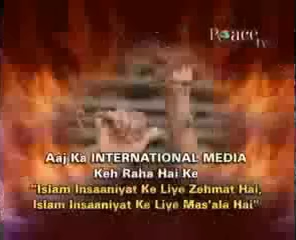 Peace tv
Aaj Ka INTERNATIONAL MEDIA
Keh Raha Hai Ke
"Islam Insaaniyat Ke Liye Zehmat Hai,
Islam Insaaniyat Ke Liye Mas'ala Hai"